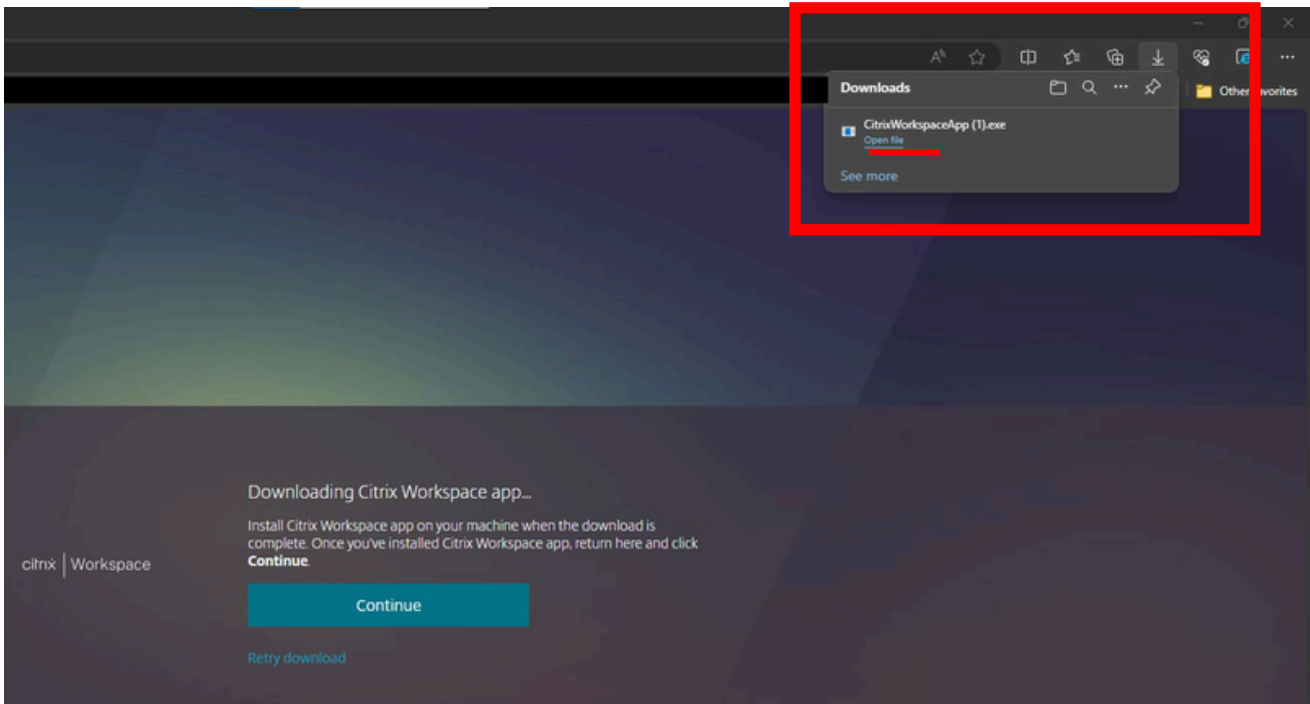 Downloads
Other
vorites
CitrixWorkspaceApp (1).exe
Open file
See more
Downloading Citrix Workspace app...
Install Citrix Workspace app on your machine when the download is
complete. Once you've installed Citrix Workspace app, return here and click
Continue.
citrix | Workspace
Continue
Retry download